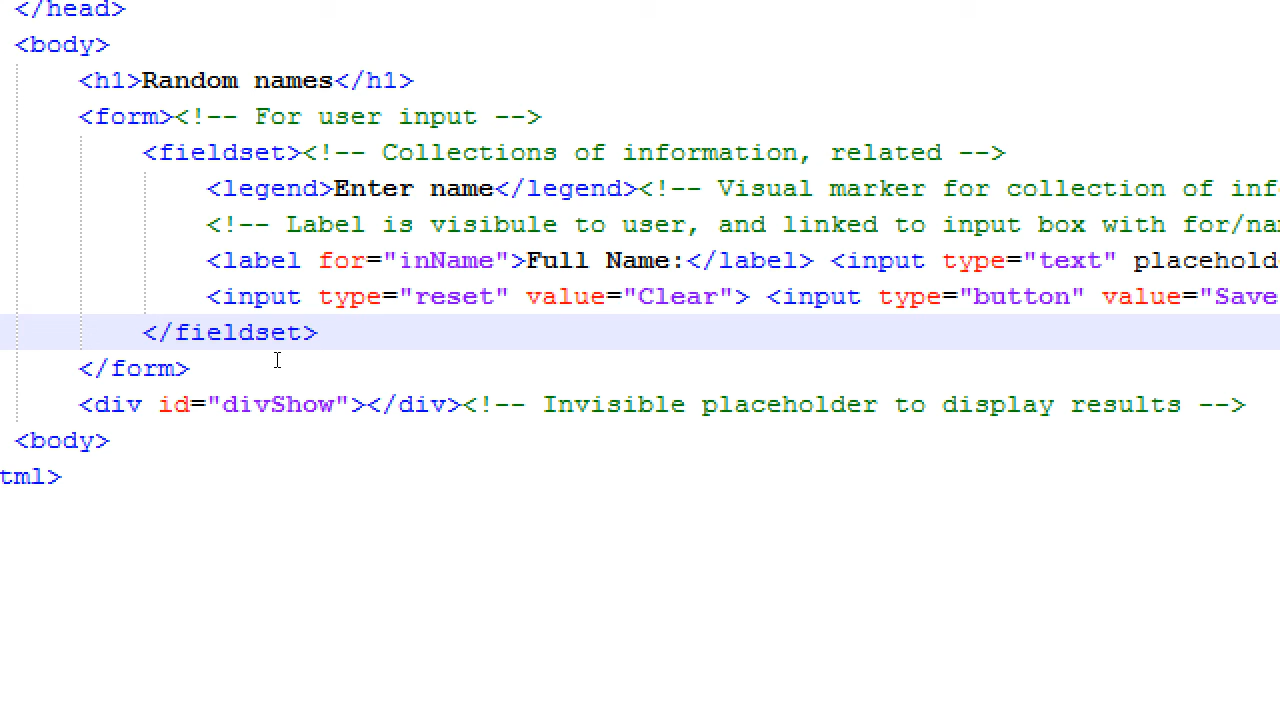 </head>
<body>
<h1>Random names</h1>
<form><!-- For user input -->
<fieldset><!-- Collections of information, related -->
<legend>Enter name</legend><!-- Visual marker for collection of inf
<!-- Label is visibule to user, and linked to input box with for/na
<label for="inName">Full Name:</label> <input type="text" placehold
<input type="reset" value="Clear"> <input type="button" value="Save
</fieldset>
</form>
<div id="divShow"></div><!-- Invisible placeholder to display results -->
<body>
tml>